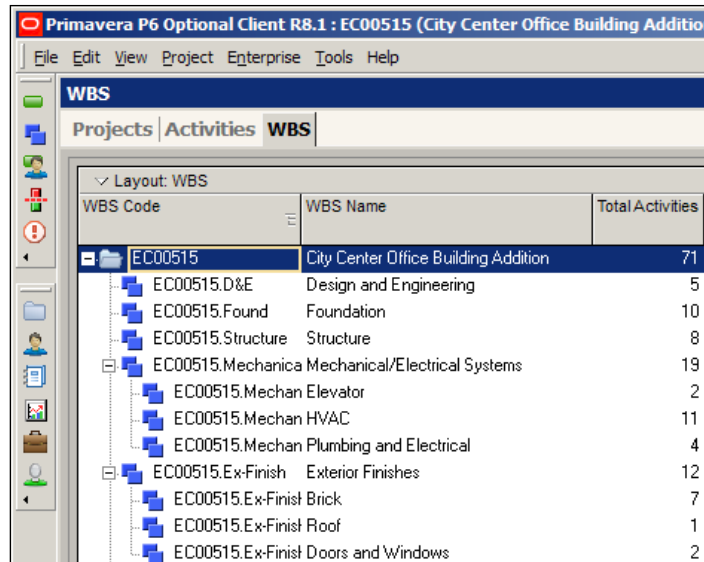 Primavera P6 Optional Client R8.1 : EC00515 (City Center Office Building Additio
File Edit View Project Enterprise Tools Help
WBS
Projects Activities WBS
Layout: WBS
WBS Code WBS Name Total Activities
EC00515 City Center Office Building Addition 71
EC00515.D&E Design and Engineering 5
EC00515.Found Foundation 10
EC00515.Structure Structure 8
EC00515.Mechanica Mechanical/Electrical Systems 19
EC00515.Mechan Elevator 2
EC00515.Mechan HVAC 11
EC00515.Mechan Plumbing and Electrical 4
EC00515.Ex-Finish Exterior Finishes 12
EC00515.Ex-Finish Brick 7
EC00515.Ex-Finish Roof 1
EC00515.Ex-Finish Doors and Windows 2